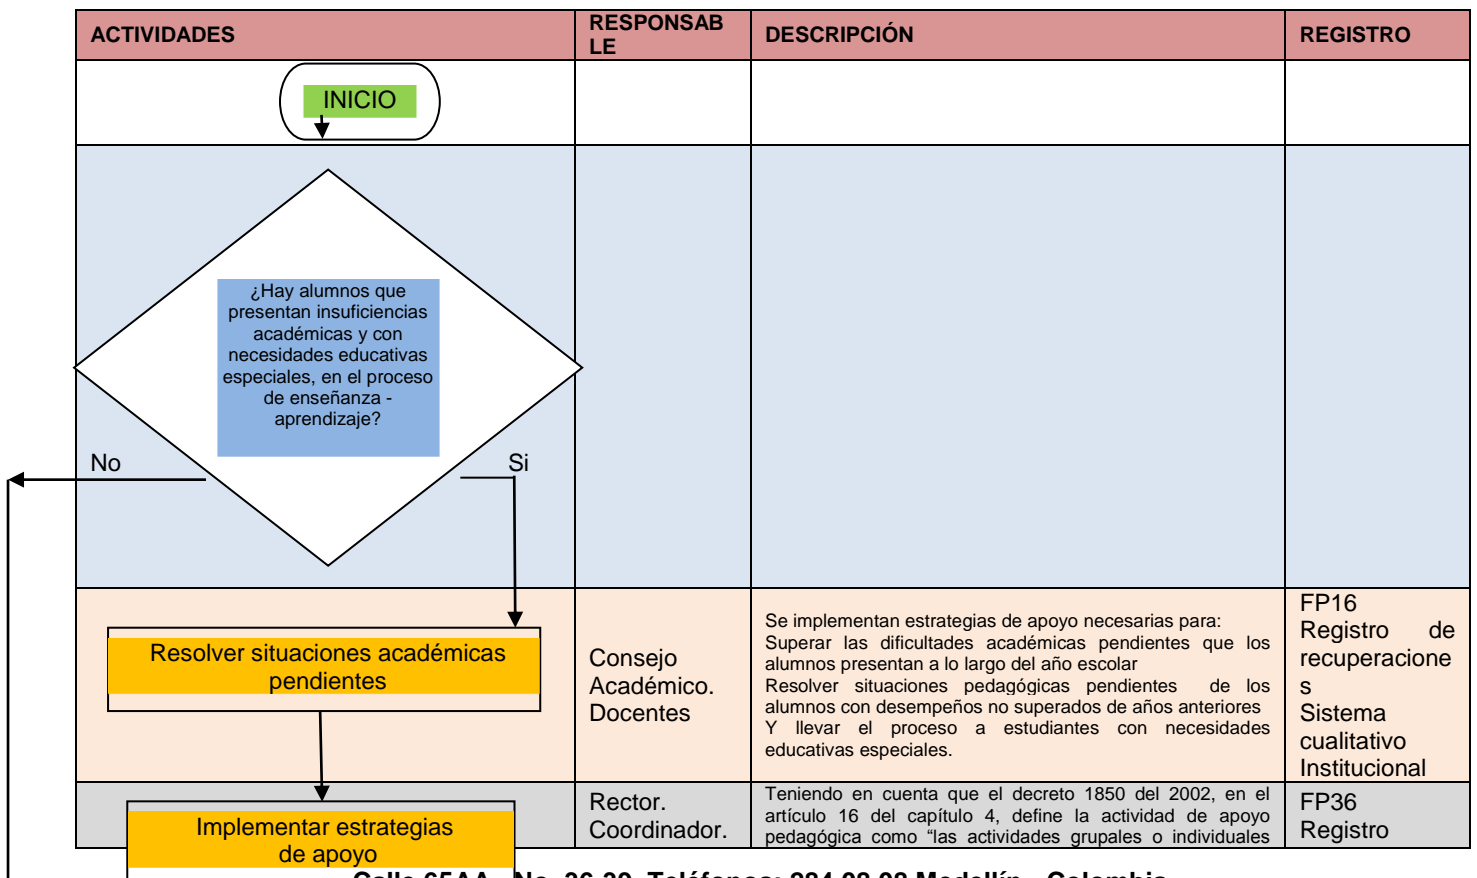 ACTIVIDADES
RESPONSAB
LE
DESCRIPCIÓN
REGISTRO
INICIO
¿Hay alumnos que
presentan insuficiencias
académicas y con
necesidades educativas
especiales, en el proceso
de enseñanza -
aprendizaje?
No
Si
Resolver situaciones académicas
pendientes
Consejo
Académico.
Docentes
Se implementan estrategias de apoyo necesarias para:
Superar las dificultades académicas pendientes que los
alumnos presentan a lo largo del año escolar
Resolver situaciones pedagógicas pendientes de los
alumnos con desempeños no superados de años anteriores
Y llevar el proceso a estudiantes con necesidades
educativas especiales.
FP16
Registro de
recuperacione
s
Sistema
cualitativo
Institucional
Implementar estrategias
de apoyo
Rector.
Coordinador.
Teniendo en cuenta que el decreto 1850 del 2002, en el
artículo 16 del capítulo 4, define la actividad de apoyo
pedagógica como “las actividades grupales o individuales
FP36
Registro